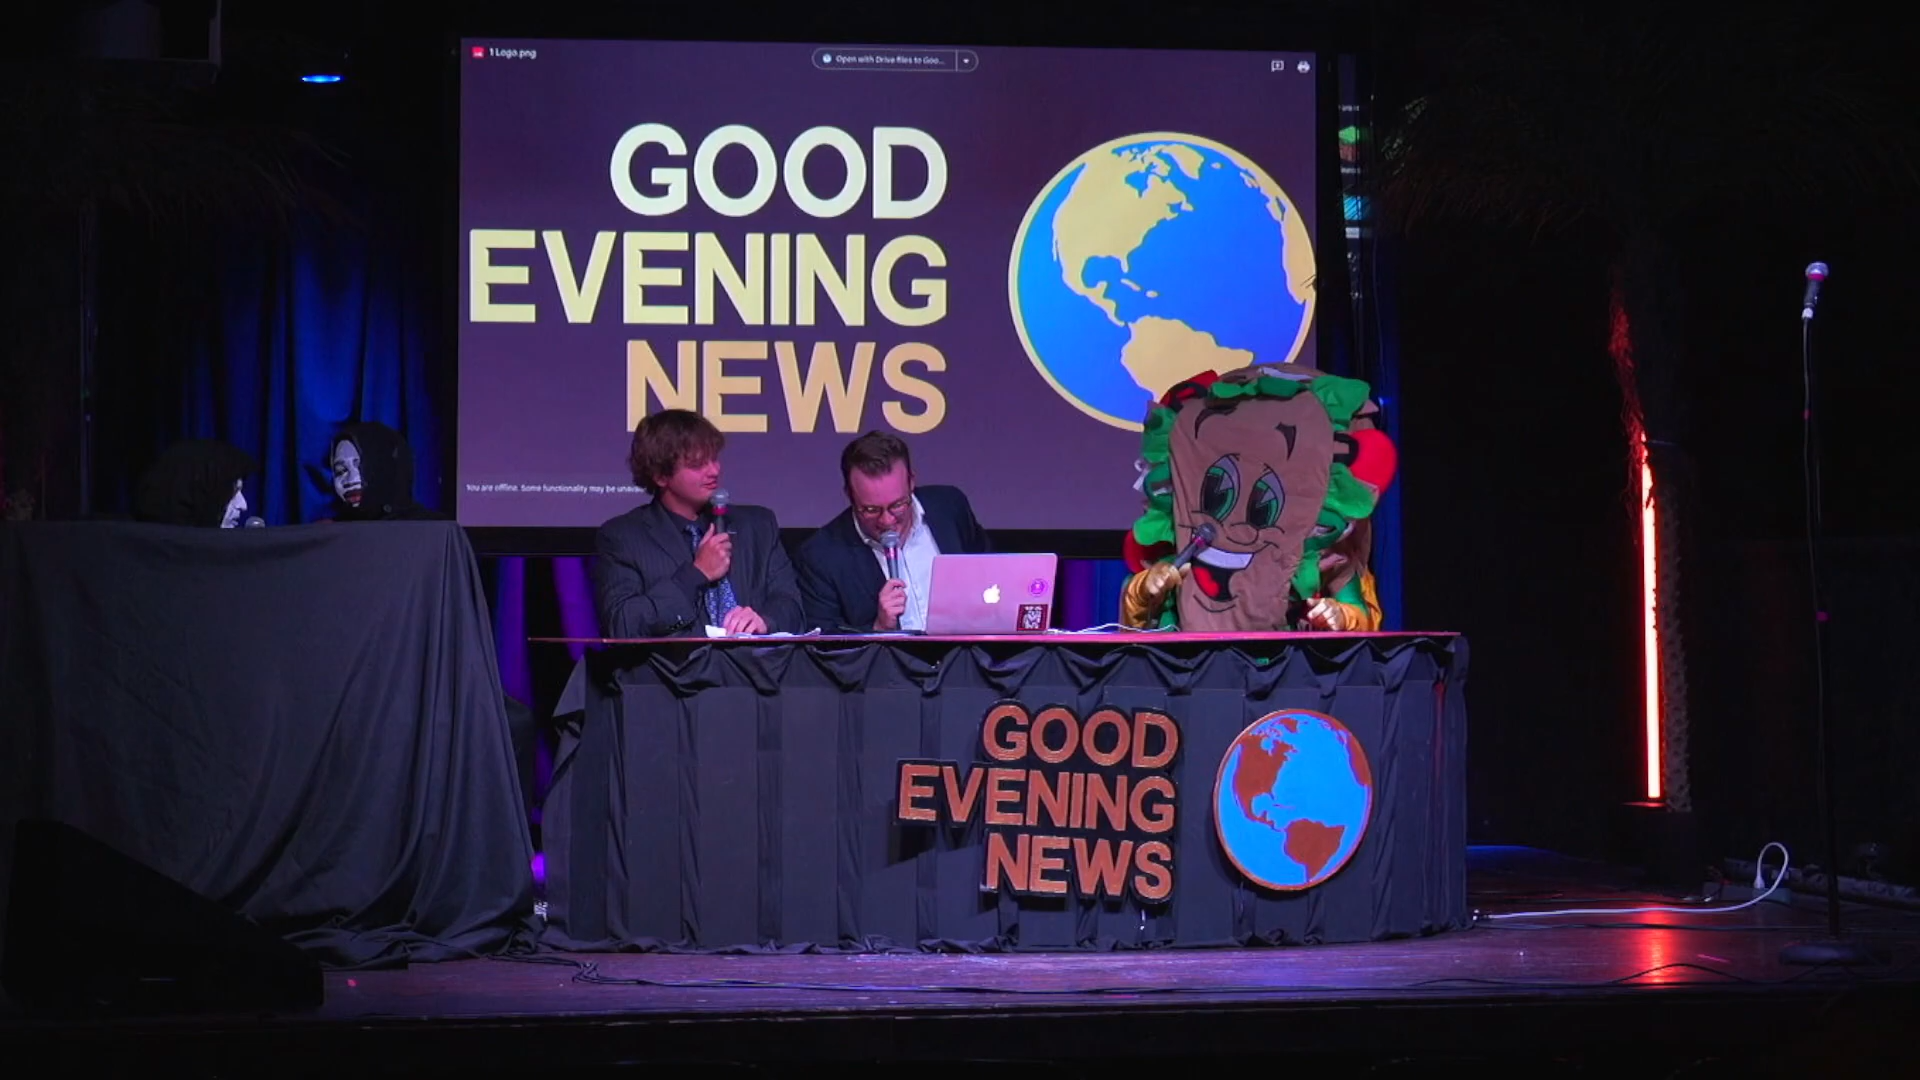 1 Logo.png
Open with Drive files to Goo...
GOOD
EVENING
NEWS
You are offline. Some functionality may be
GOOD
EVENING
NEWS